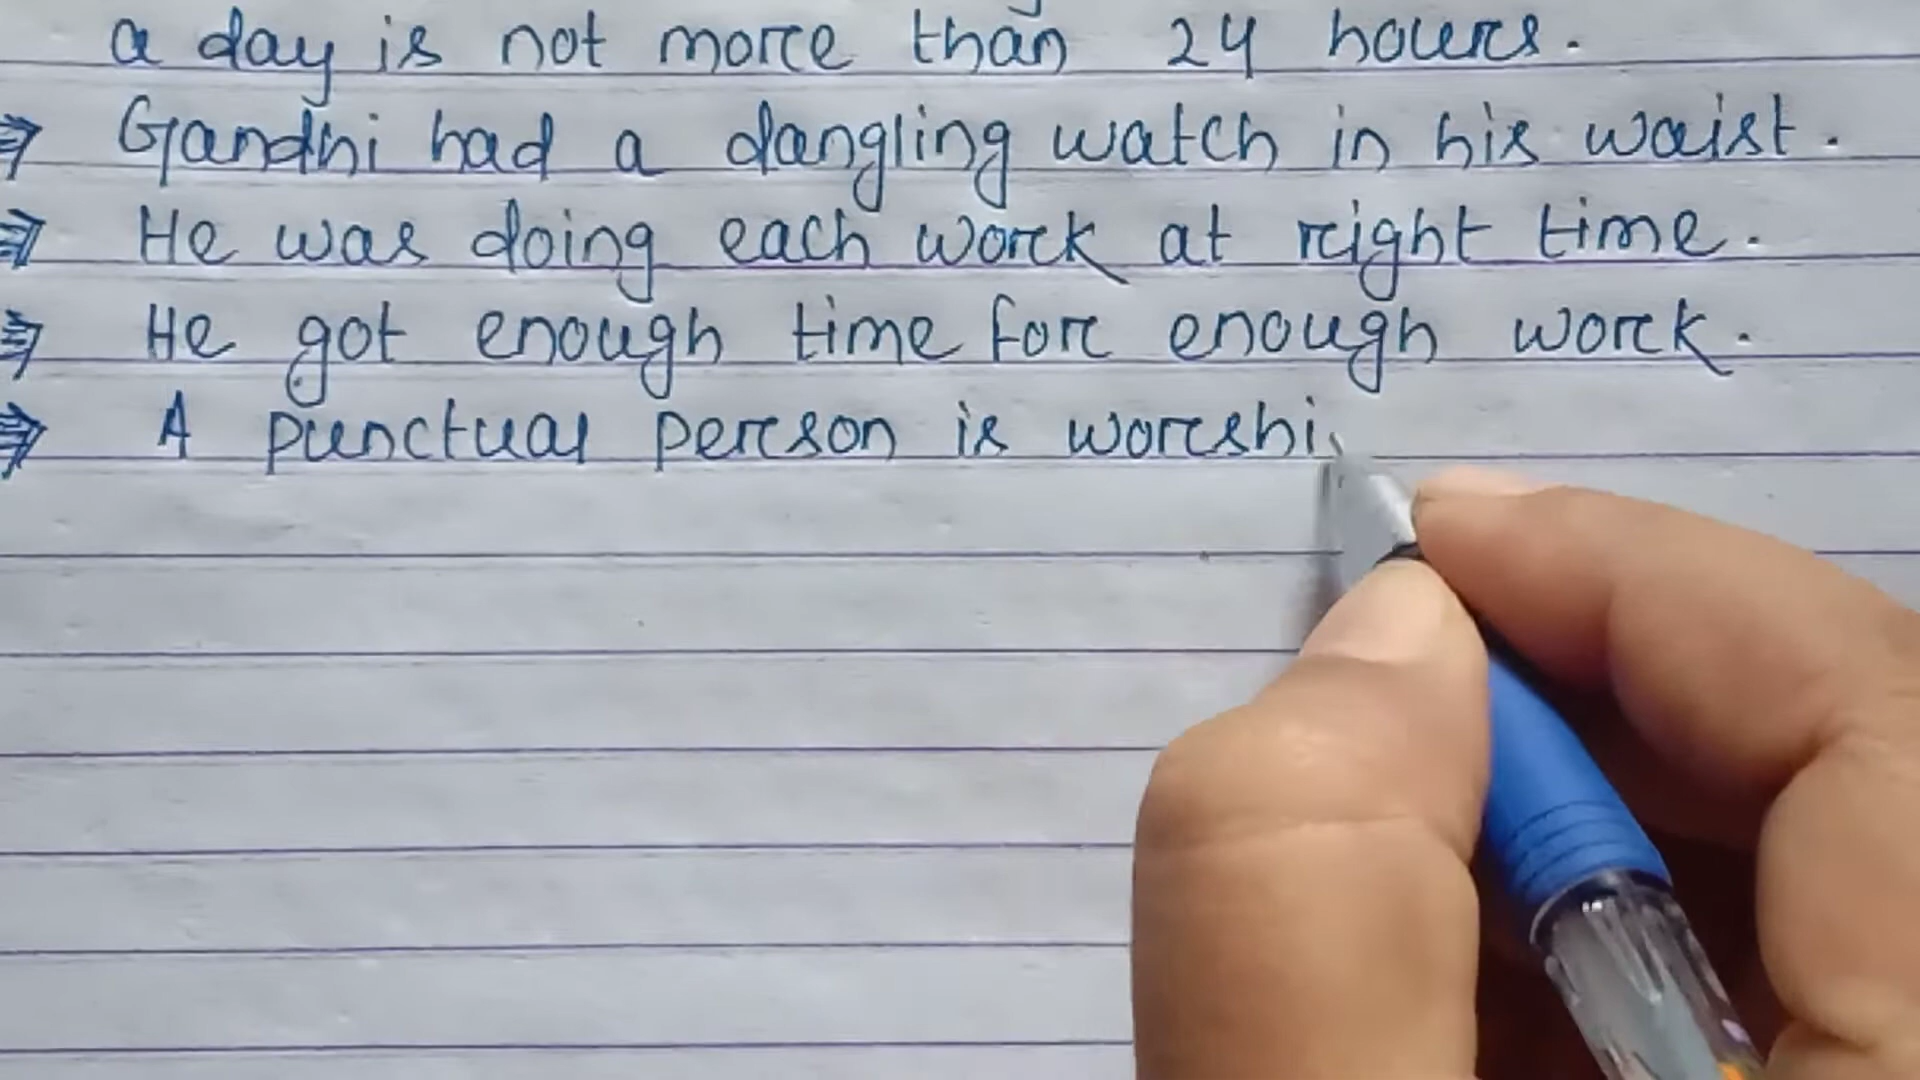 a day is not more than 24 hours.
⇒ Gandhi had a dangling watch in his waist.
⇒ He was doing each work at right time.
⇒ He got enough time for enough work.
⇒ A punctual person is worshi